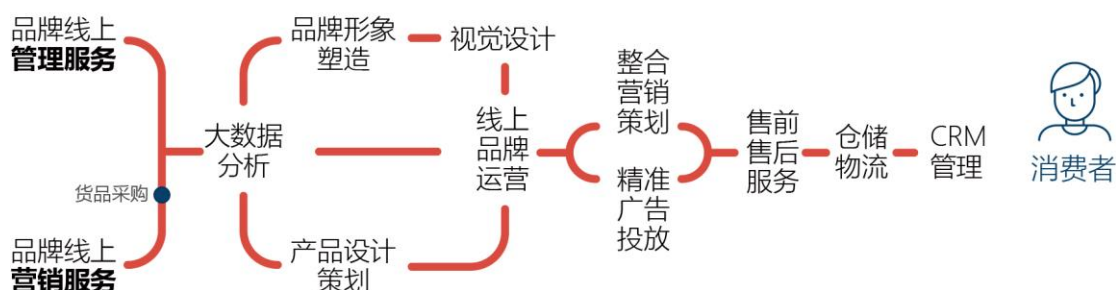 品牌线上
管理服务
货品采购
品牌线上
营销服务
大数据
分析
品牌形象
塑造
视觉设计
产品设计
策划
线上
品牌
运营
整合
营销
策划
精准
广告
投放
售前
售后
服务
仓储
物流
CRM
管理
消费者